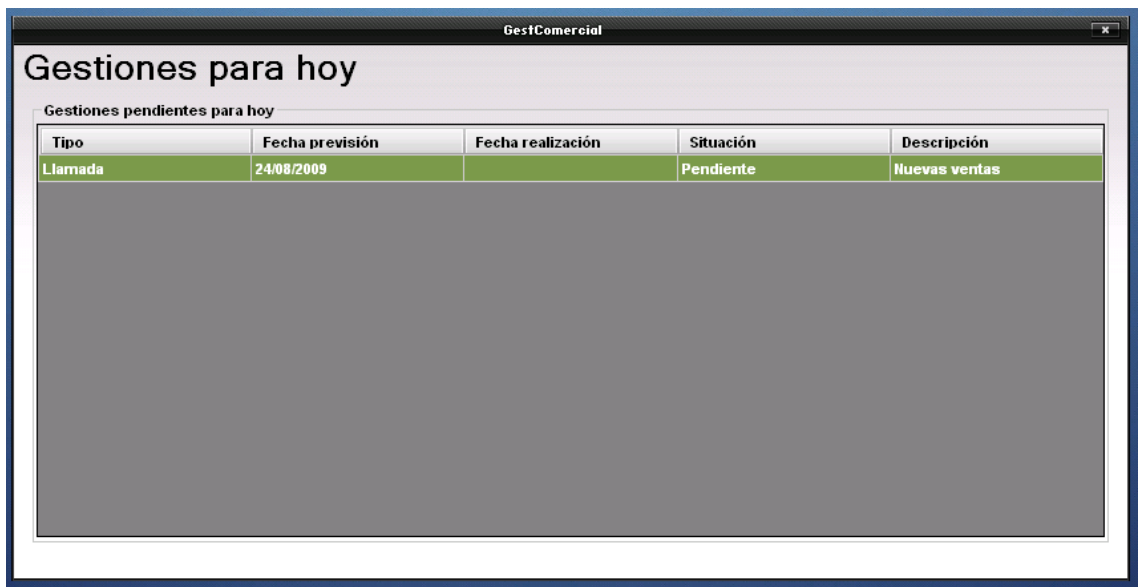 GestComercial
Gestiones para hoy
Gestiones pendientes para hoy
Tipo Fecha previsión Fecha realización Situación Descripción
Llamada 24/08/2009 Pendiente Nuevas ventas